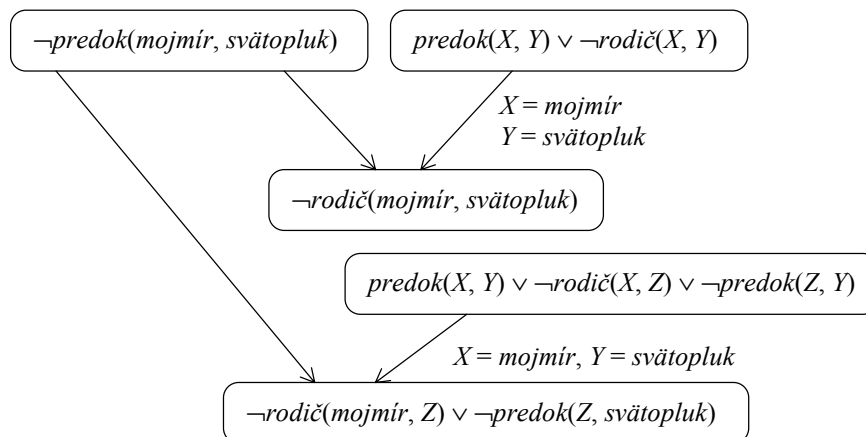 ¬predok(mojmír, svätopluk)
predok(X, Y) ∨ ¬rodič(X, Y)
X = mojmír
Y = svätopluk
¬rodič(mojmír, svätopluk)
predok(X, Y) ∨ ¬rodič(X, Z) ∨ ¬predok(Z, Y)
X = mojmír, Y = svätopluk
¬rodič(mojmír, Z) ∨ ¬predok(Z, svätopluk)